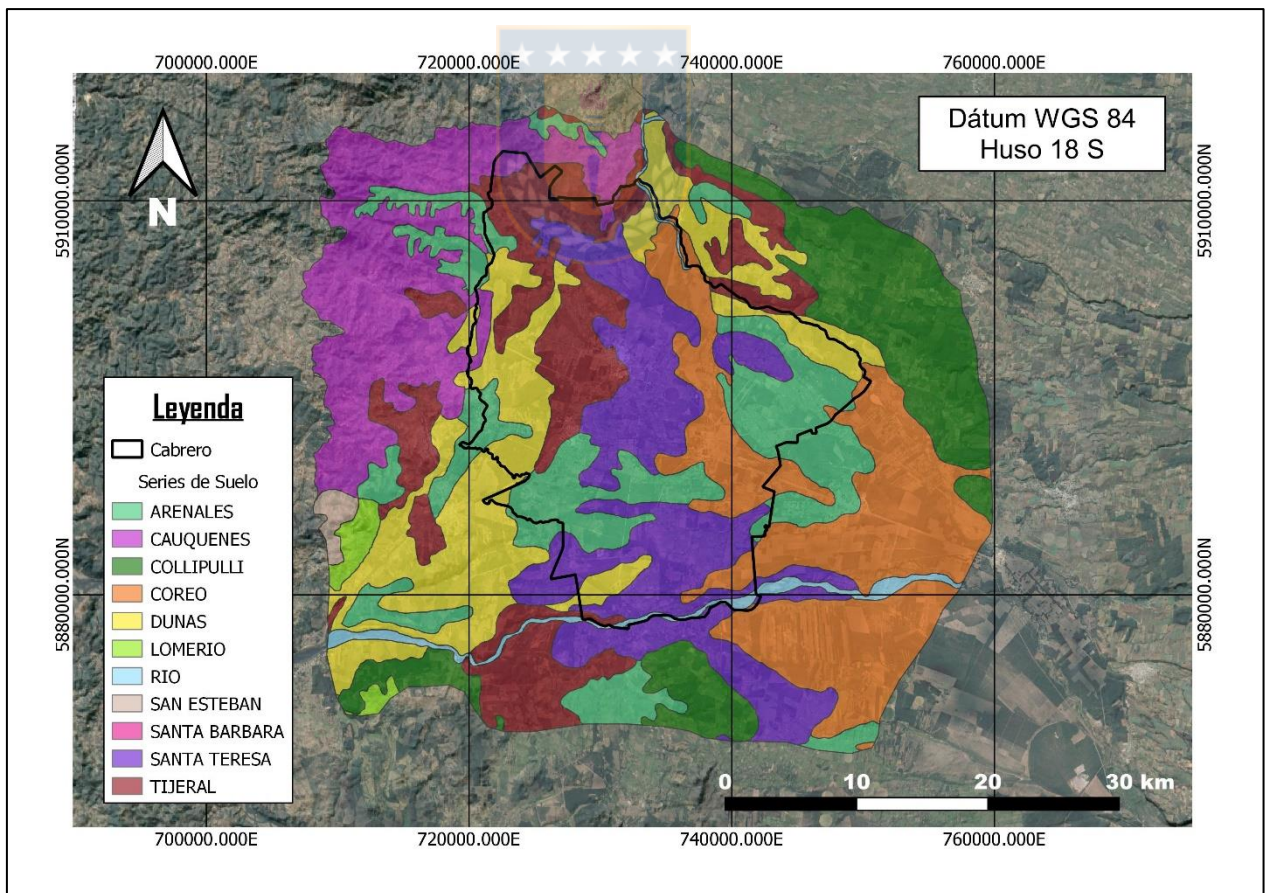 700000.000E 720000.000E 740000.000E 760000.000E
Dátum WGS 84
Huso 18 S
N
5910000.000N
5910000.000N
Leyenda
Cabrero
Series de Suelo
ARENALES
CAUQUENES
COLLIPULLI
COREO
DUNAS
LOMERIO
RIO
SAN ESTEBAN
SANTA BARBARA
SANTA TERESA
TIJERAL
5880000.000N
5880000.000N
0 10 20 30 km
700000.000E 720000.000E 740000.000E 760000.000E